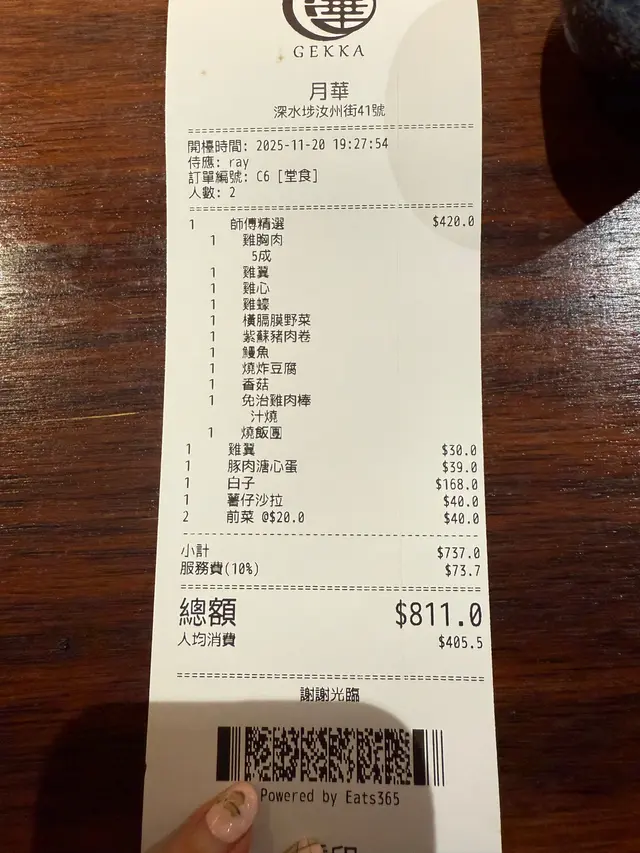 華
GEKKA
月華
深水埗汝州街41號
開檯時間: 2025-11-20 19:27:54
侍應: ray
訂單編號: C6 [堂食]
人數: 2
1 師傅精選 $420.0
1 雞胸肉
5成
1 雞翼
1 雞心
1 雞蠔
1 橫膈膜野菜
1 紫蘇豬肉卷
1 鰻魚
1 燒炸豆腐
1 香菇
1 免治雞肉棒
汁燒
1 燒飯團
1 雞翼 $30.0
1 豚肉溏心蛋 $39.0
1 白子 $168.0
1 薯仔沙拉 $40.0
2 前菜 @$20.0 $40.0
小計 $737.0
服務費(10%) $73.7
總額 $811.0
人均消費 $405.5
謝謝光臨
Powered by Eats365